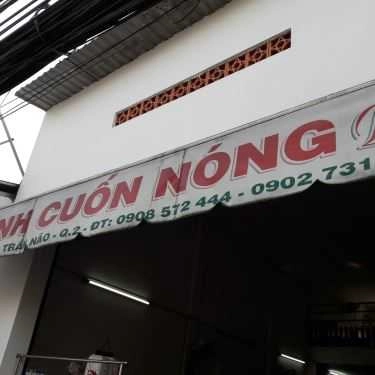 NH CUỐN NÓNG
TRẦN NÃO - Q.2 - ĐT: 0908 572 444 - 0902 731